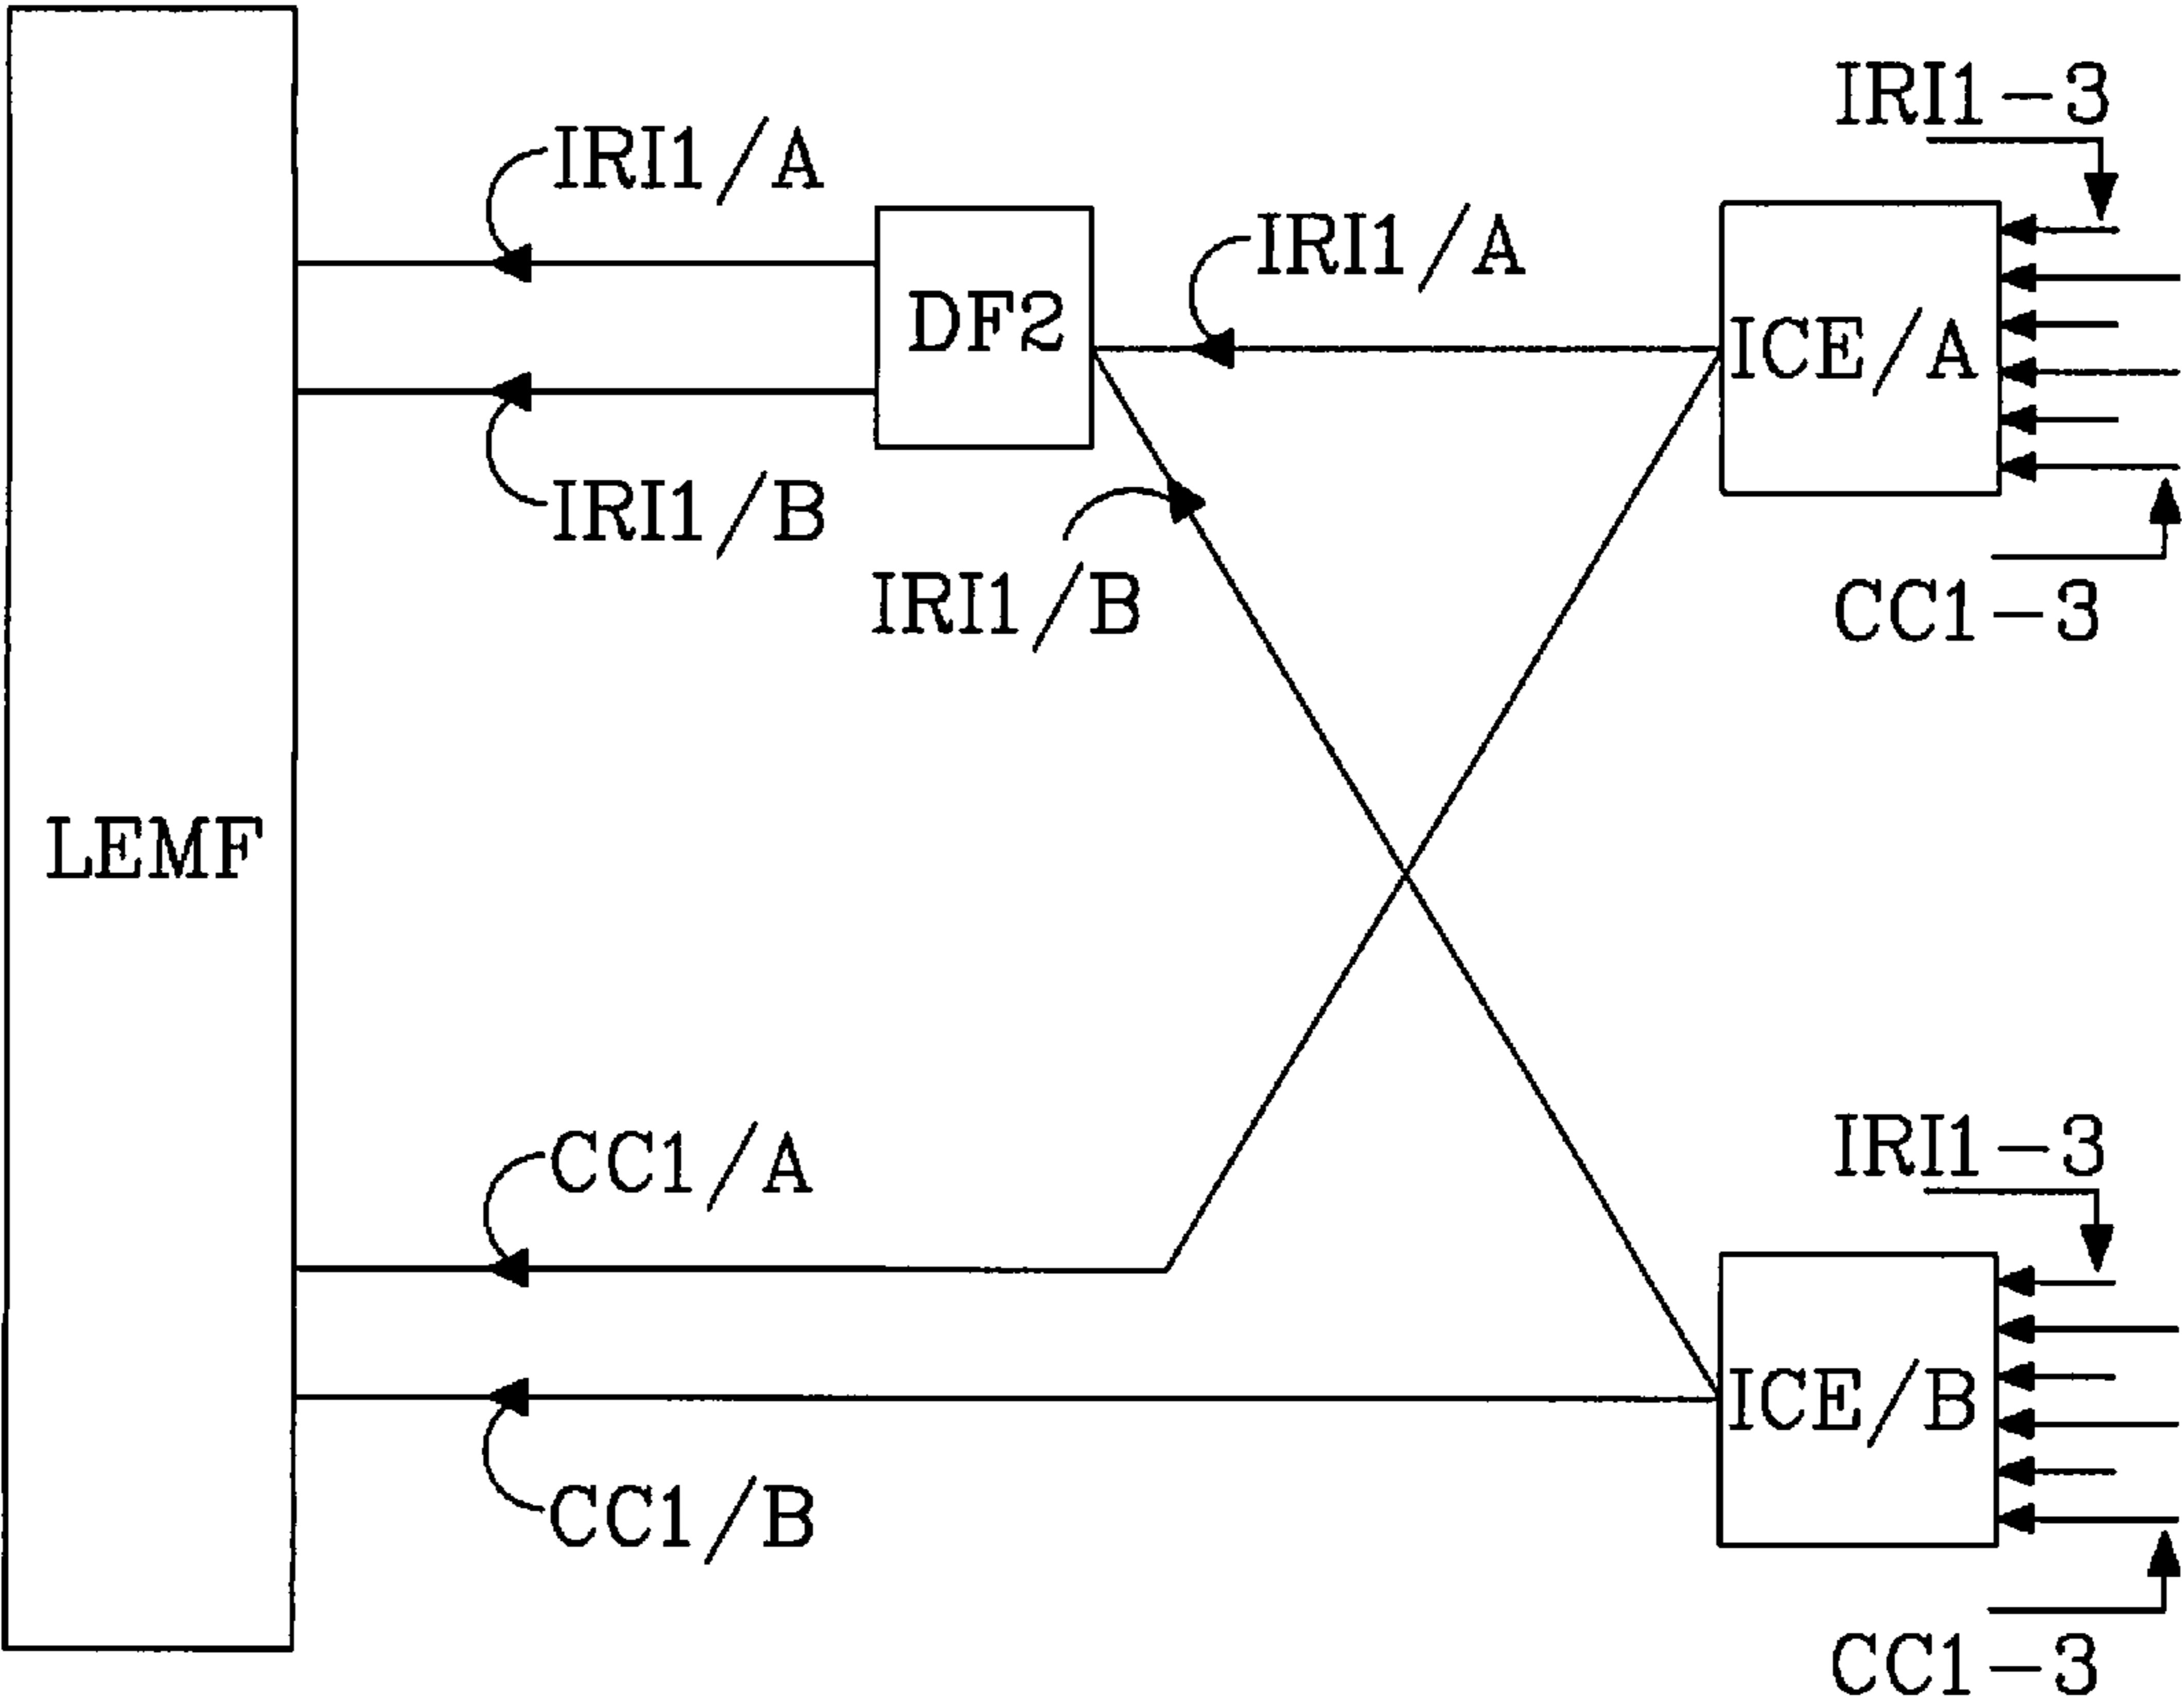 IRI1-3
IRI1/A
IRI1/A
DF2
ICE/A
IRI1/B
IRI1/B
CC1-3
LEMF
CC1/A
IRI1-3
ICE/B
CC1/B
CC1-3